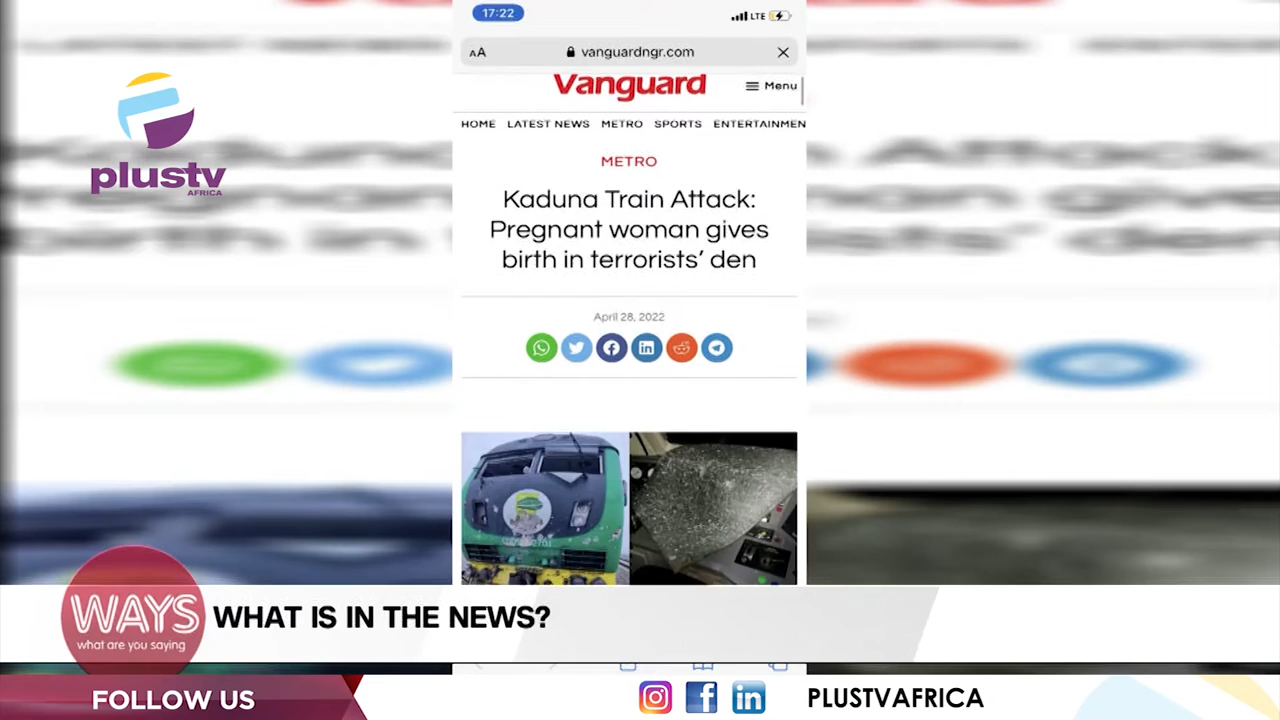 17:22
LTE
AA
vanguardngr.com
Vanguard
Menu
HOME LATEST NEWS METRO SPORTS ENTERTAINMEN
METRO
Kaduna Train Attack:
Pregnant woman gives
birth in terrorists’ den
April 28, 2022
plustv
AFRICA
WAYS
what are you saying
WHAT IS IN THE NEWS?
FOLLOW US
PLUSTVAFRICA